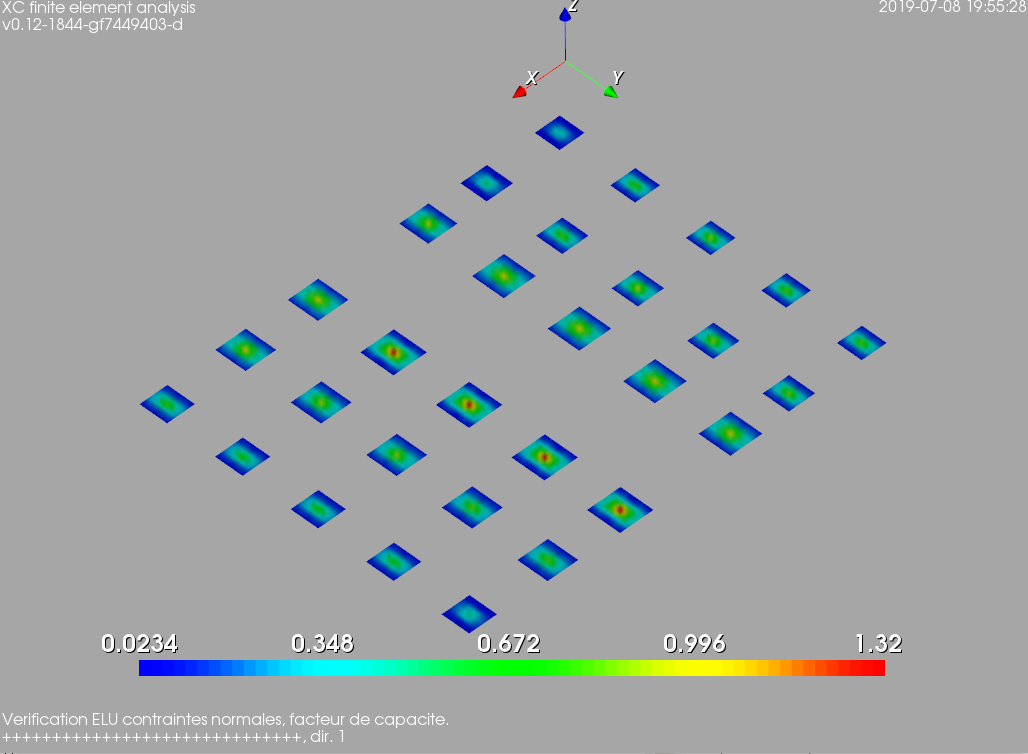 XC finite element analysis
v0.12-1844-gf7449403-d
2019-07-08 19:55:28
Z
X
Y
0.0234 0.348 0.672 0.996 1.32
Verification ELU contraintes normales, facteur de capacite.
++++++++++++++++++++++++++++++, dir. 1